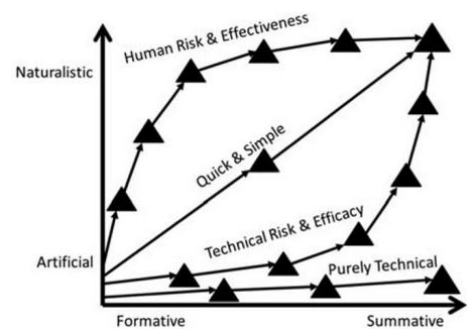 Human Risk & Effectiveness
Naturalistic
Quick & Simple
Technical Risk & Efficacy
Artificial
Purely Technical
Formative
Summative